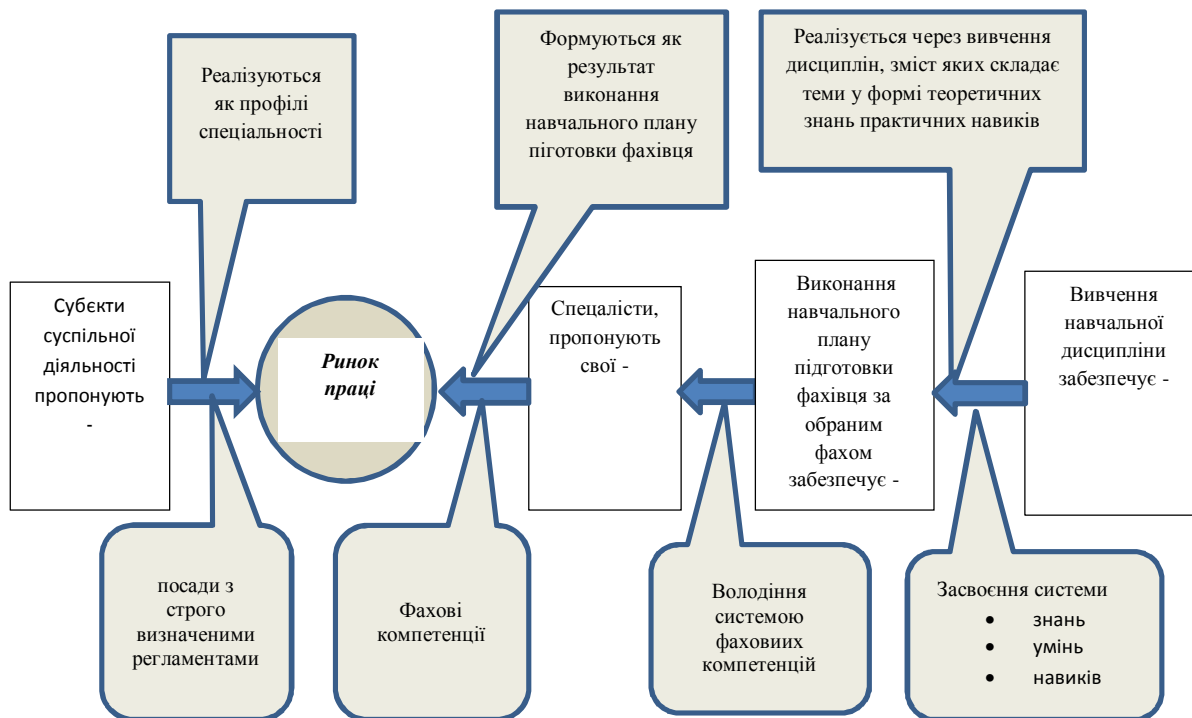 Реалізуються
як профілі
спеціальності
Формуються як
результат
виконання
навчального плану
піготовки фахівця
Реалізується через вивчення
дисциплін, зміст яких складає
теми у формі теоретичних
знань практичних навиків
Субєкти
суспільної
діяльності
пропонують
-
Ринок
праці
Спецалісти,
пропонують
свої -
Виконання
навчального
плану
підготовки
фахівця за
обраним
фахом
забезпечує -
Вивчення
навчальної
дисципліни
забезпечує -
посади з
строго
визначеними
регламентами
Фахові
компетенції
Володіння
системою
фаховиих
компетенцій
Засвоєння системи
• знань
• умінь
• навиків